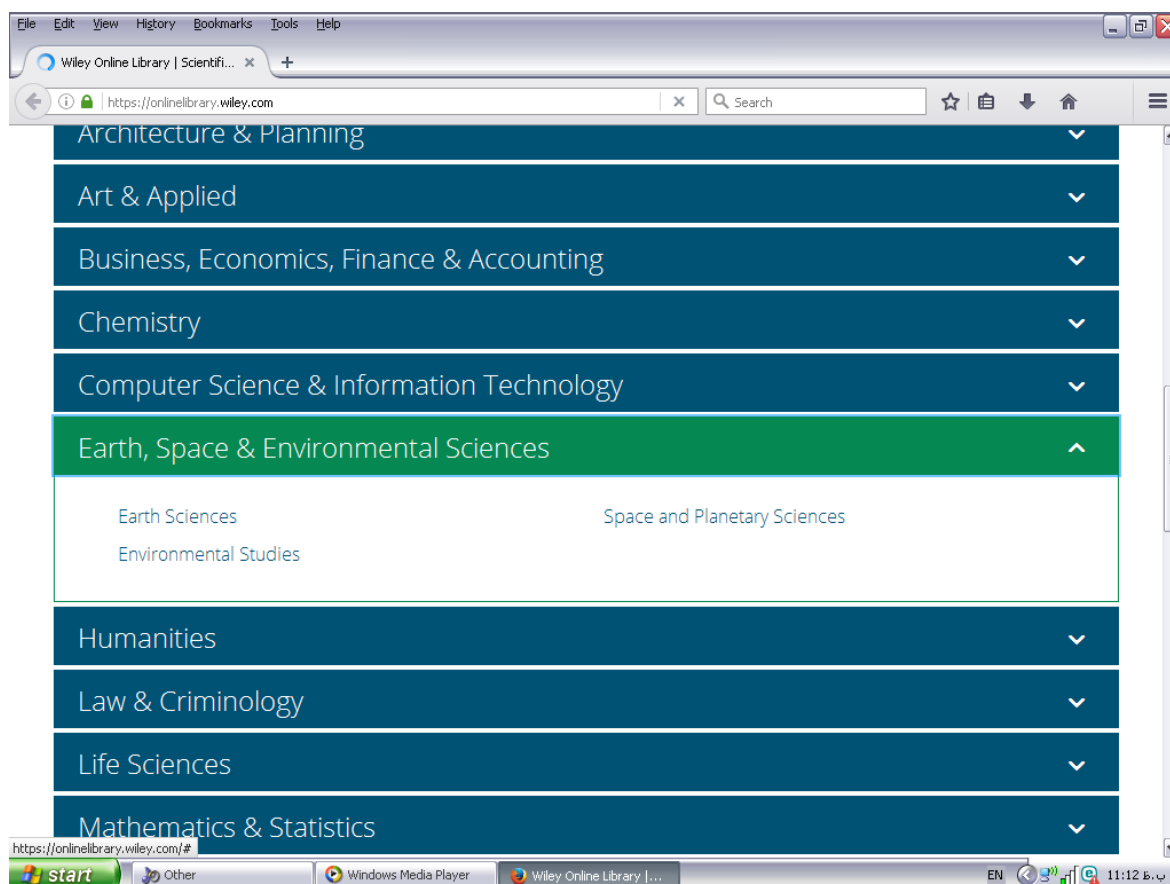 File Edit View History Bookmarks Tools Help
Wiley Online Library | Scientifi...
https://onlinelibrary.wiley.com
Search
Architecture & Planning
Art & Applied
Business, Economics, Finance & Accounting
Chemistry
Computer Science & Information Technology
Earth, Space & Environmental Sciences
Earth Sciences Space and Planetary Sciences
Environmental Studies
Humanities
Law & Criminology
Life Sciences
Mathematics & Statistics
https://onlinelibrary.wiley.com/#
start Other Windows Media Player Wiley Online Library |... EN 11:12